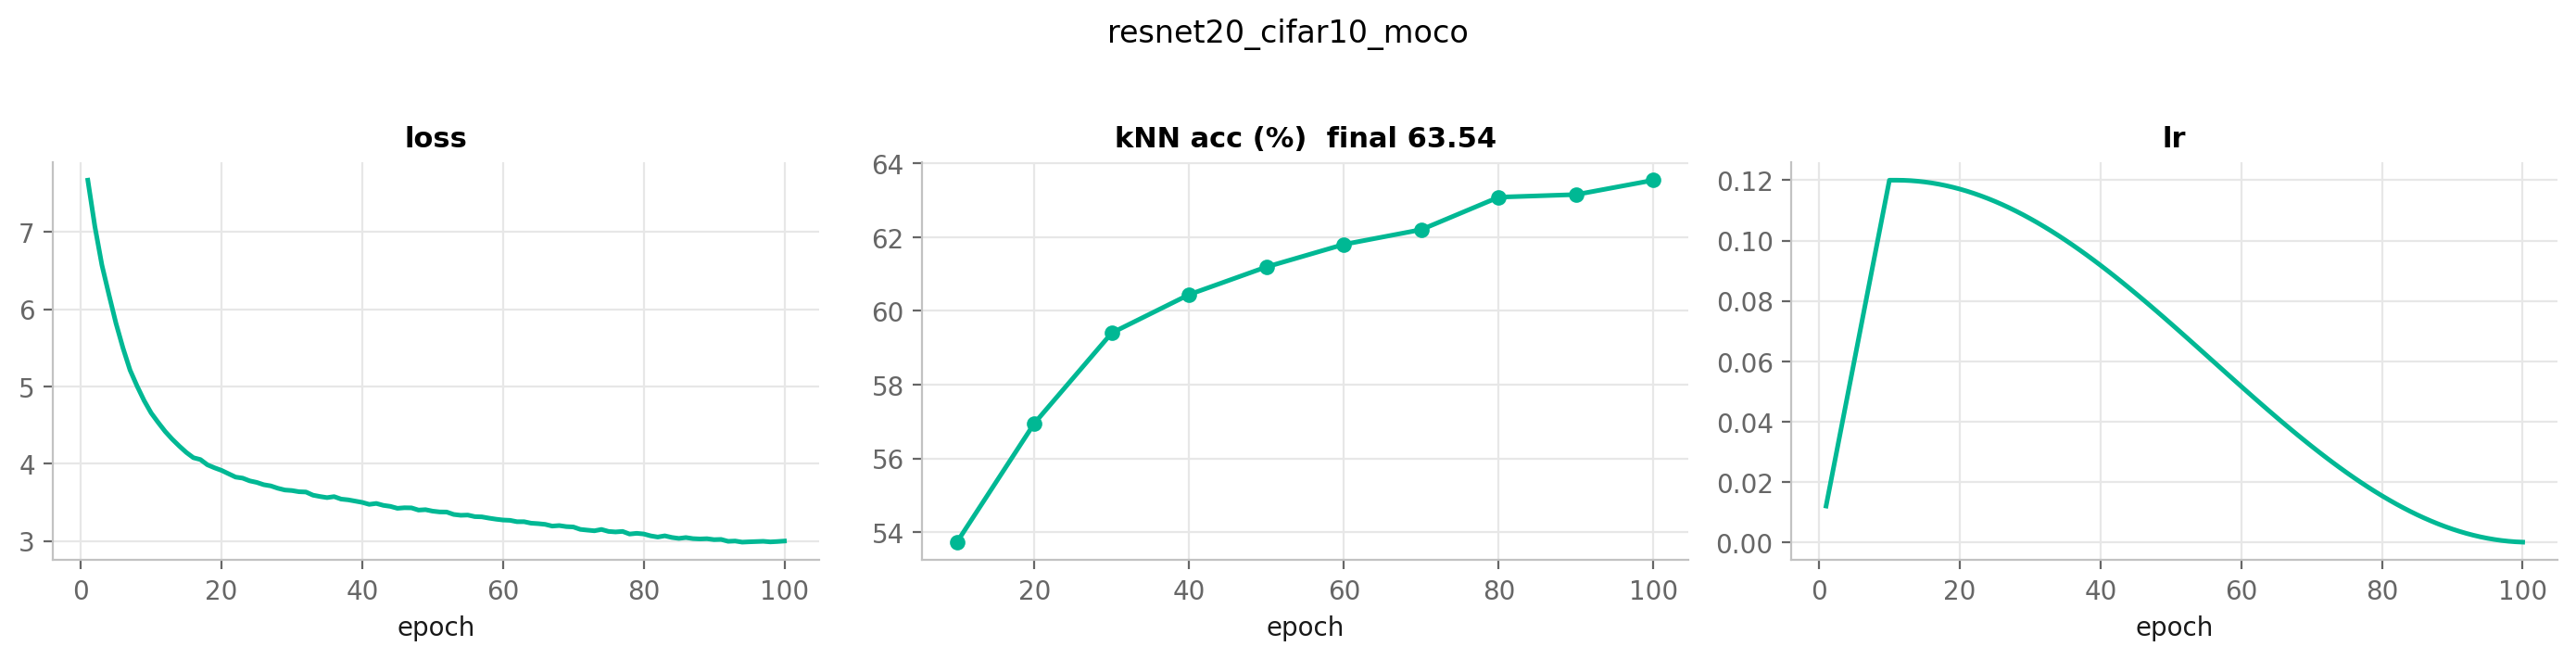 resnet20_cifar10_moco
loss
7
6
5
4
3
0 20 40 60 80 100
epoch
kNN acc (%) final 63.54
64
62
60
58
56
54
20 40 60 80 100
epoch
lr
0.12
0.10
0.08
0.06
0.04
0.02
0.00
0 20 40 60 80 100
epoch